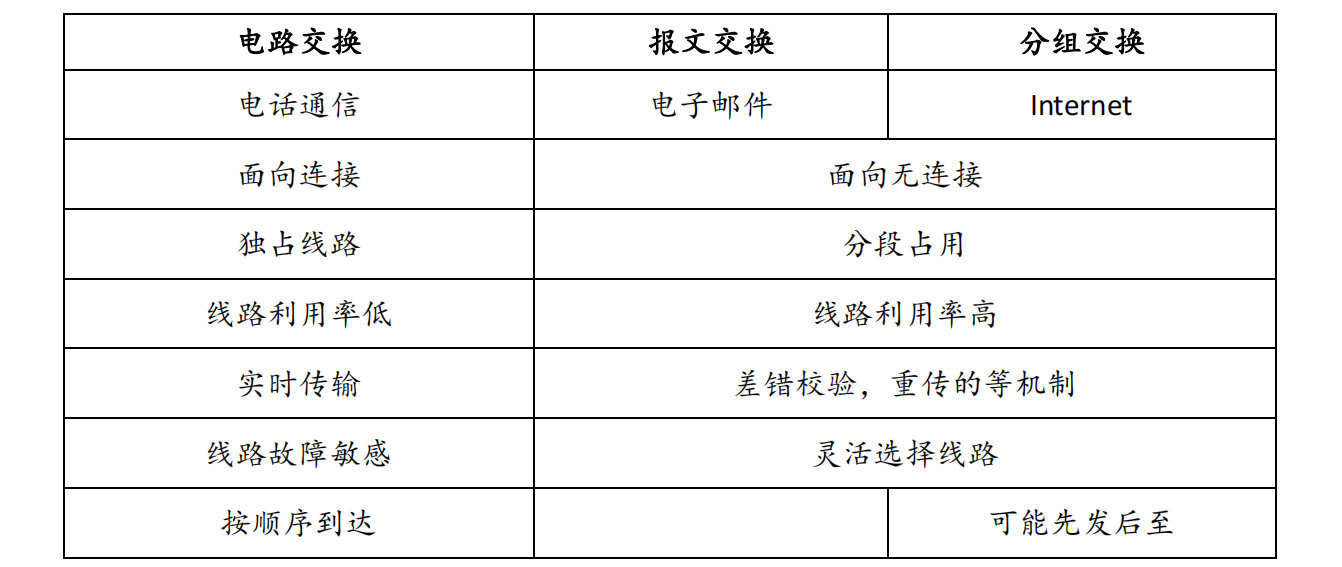 电路交换 报文交换 分组交换
电话通信 电子邮件 Internet
面向连接 面向无连接
独占线路 分段占用
线路利用率低 线路利用率高
实时传输 差错校验，重传的等机制
线路故障敏感 灵活选择线路
按顺序到达 可能先发后至